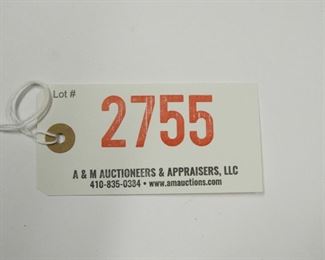 Lot #
2755
A & M AUCTIONEERS & APPRAISERS, LLC
410-835-0384 • www.amauctions.com